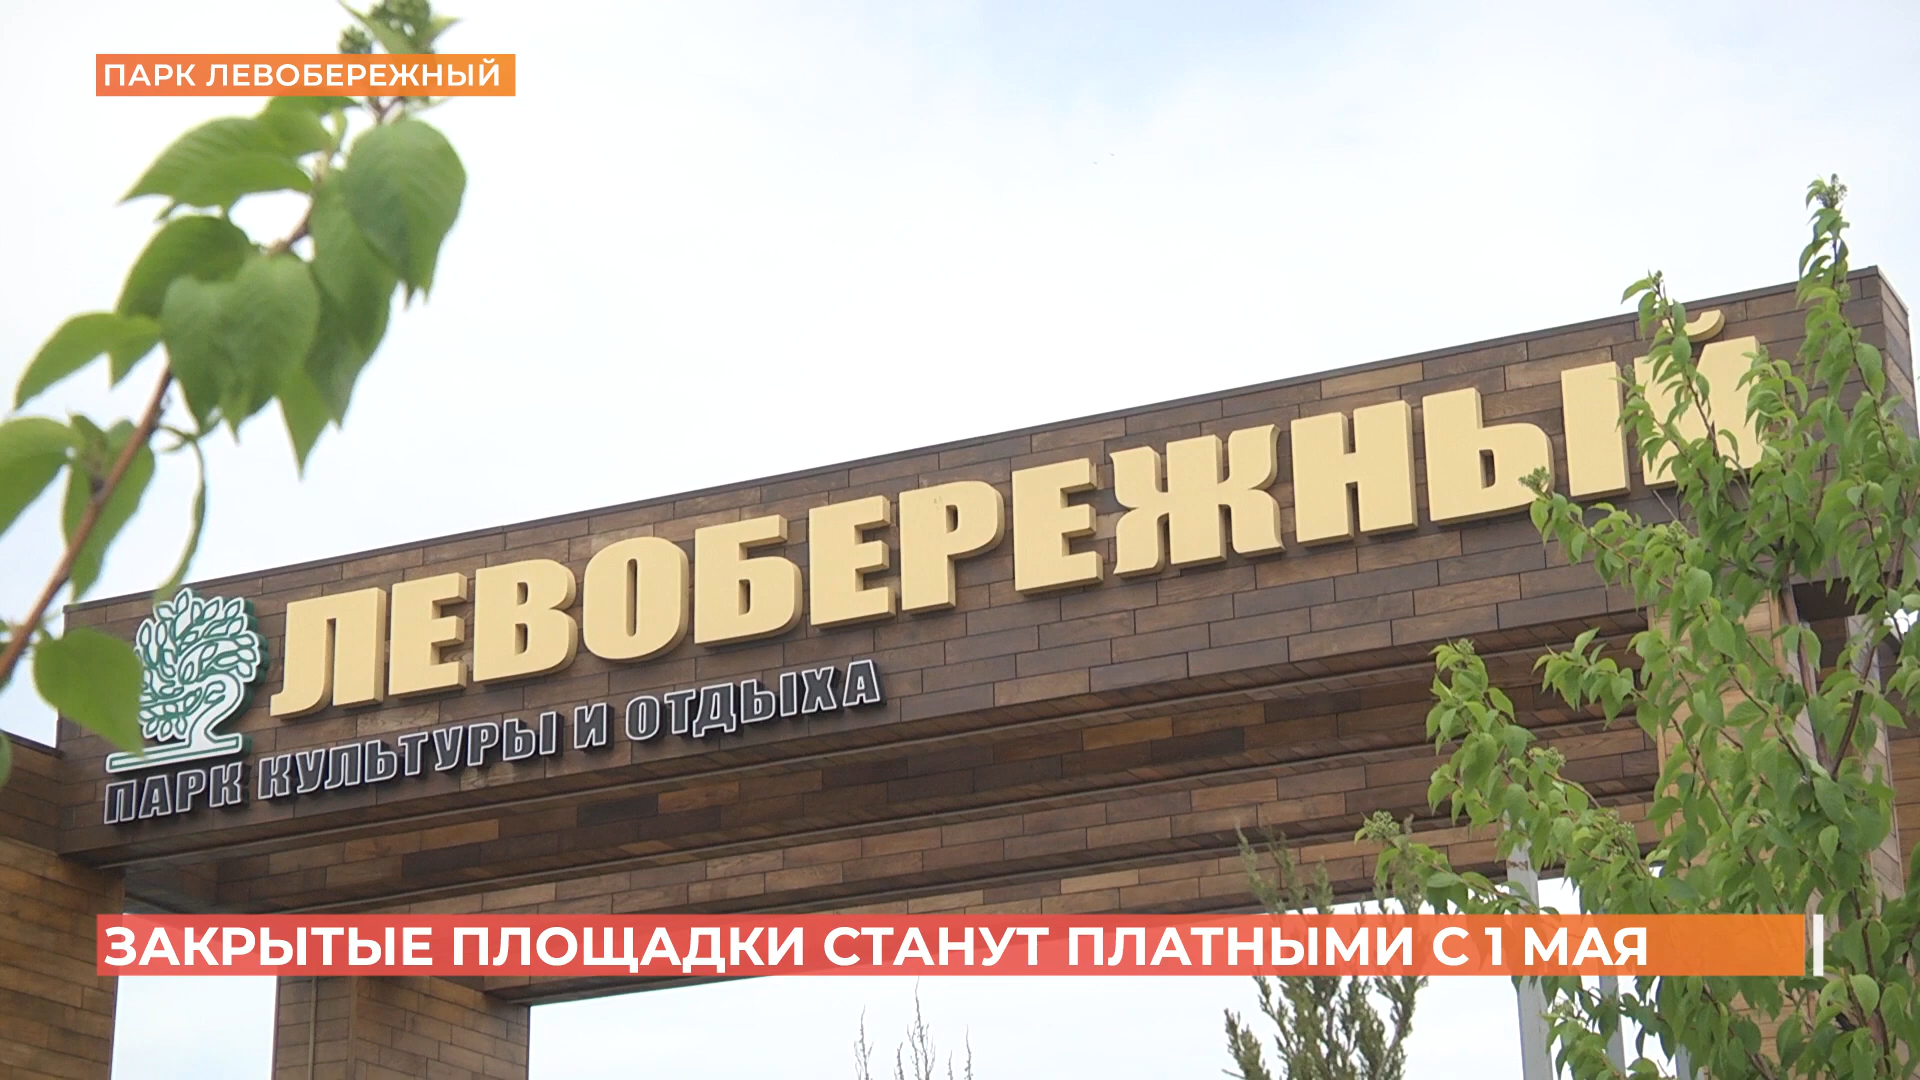 ПАРК ЛЕВОБЕРЕЖНЫЙ
ЛЕВОБЕРЕЖНЫЙ
ПАРК КУЛЬТУРЫ И ОТДЫХА
ЗАКРЫТЫЕ ПЛОЩАДКИ СТАНУТ ПЛАТНЫМИ С 1 МАЯ